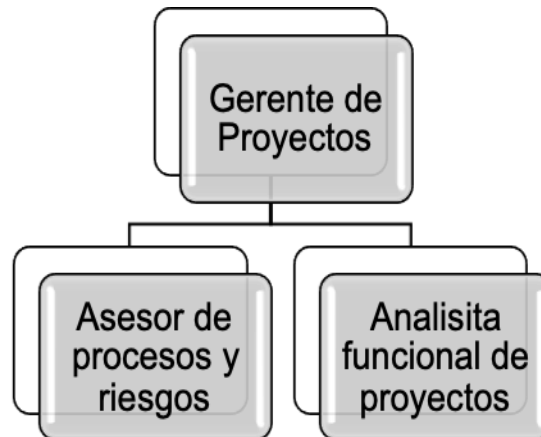 Gerente de
Proyectos
Asesor de
procesos y
riesgos
Analisita
funcional de
proyectos